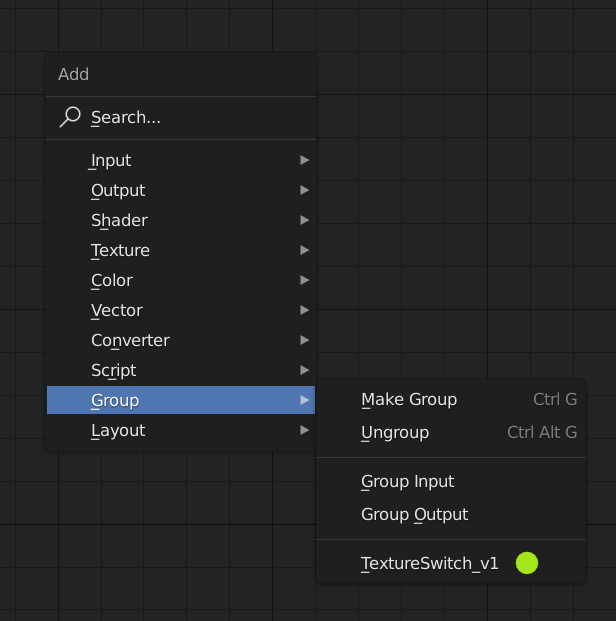 Add
Search...
Input
Output
Shader
Texture
Color
Vector
Converter
Script
Group
Layout
Make Group Ctrl G
Ungroup Ctrl Alt G
Group Input
Group Output
TextureSwitch_v1